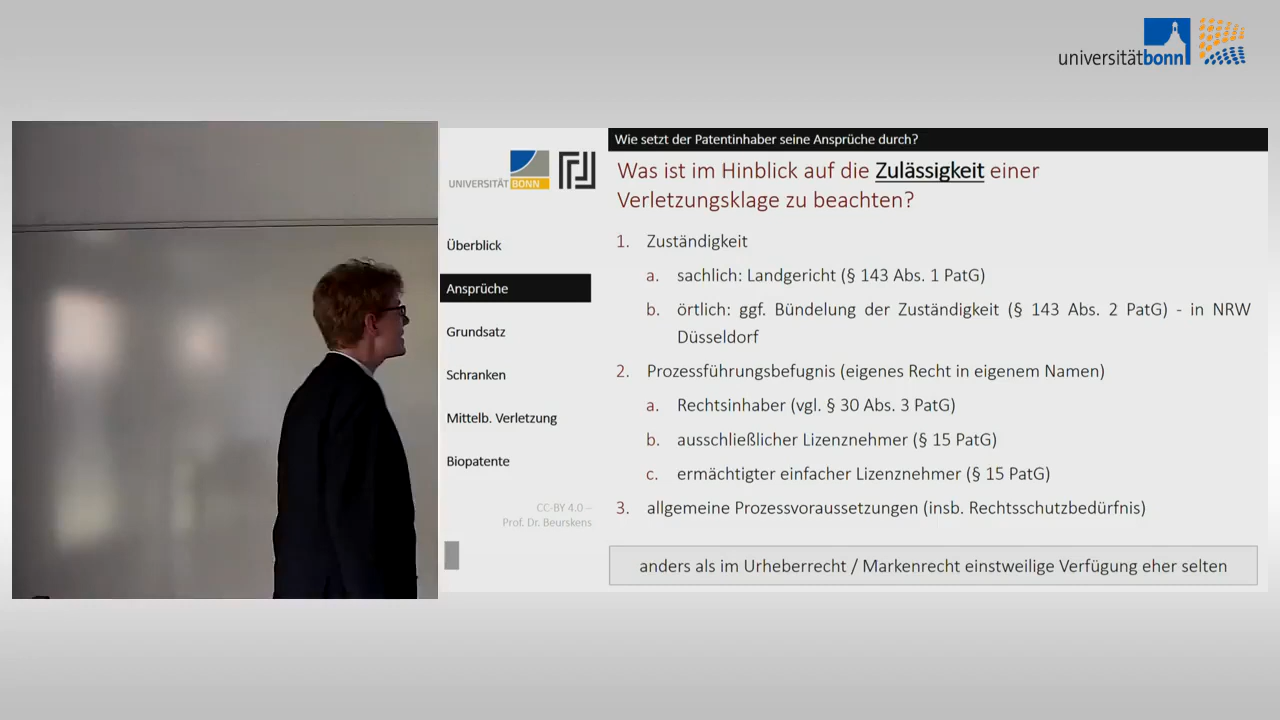 universitätbonn
Wie setzt der Patentinhaber seine Ansprüche durch?
UNIVERSITÄT BONN
Was ist im Hinblick auf die Zulässigkeit einer
Verletzungsklage zu beachten?
Überblick
Ansprüche
Grundsatz
Schranken
Mittelb. Verletzung
Biopatente
CC-BY 4.0 –
Prof. Dr. Beurskens
1. Zuständigkeit
a. sachlich: Landgericht (§ 143 Abs. 1 PatG)
b. örtlich: ggf. Bündelung der Zuständigkeit (§ 143 Abs. 2 PatG) - in NRW
Düsseldorf
2. Prozessführungsbefugnis (eigenes Recht in eigenem Namen)
a. Rechtsinhaber (vgl. § 30 Abs. 3 PatG)
b. ausschließlicher Lizenznehmer (§ 15 PatG)
c. ermächtigter einfacher Lizenznehmer (§ 15 PatG)
3. allgemeine Prozessvoraussetzungen (insb. Rechtsschutzbedürfnis)
anders als im Urheberrecht / Markenrecht einstweilige Verfügung eher selten